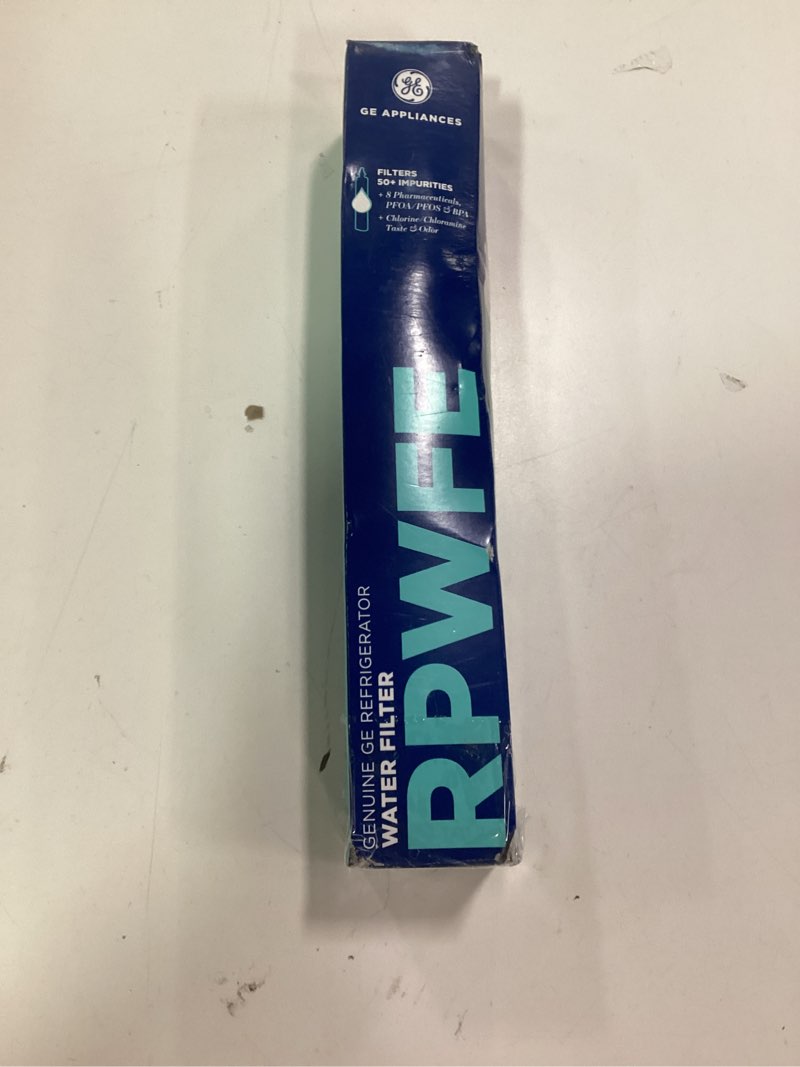 GE
GE APPLIANCES
FILTERS
50+ IMPURITIES
+ 8 Pharmaceuticals,
PFOA/PFOS & BPA
+ Chlorine/Chloramine
Taste & Odor
GENUINE GE REFRIGERATOR
WATER FILTER
RPWFE